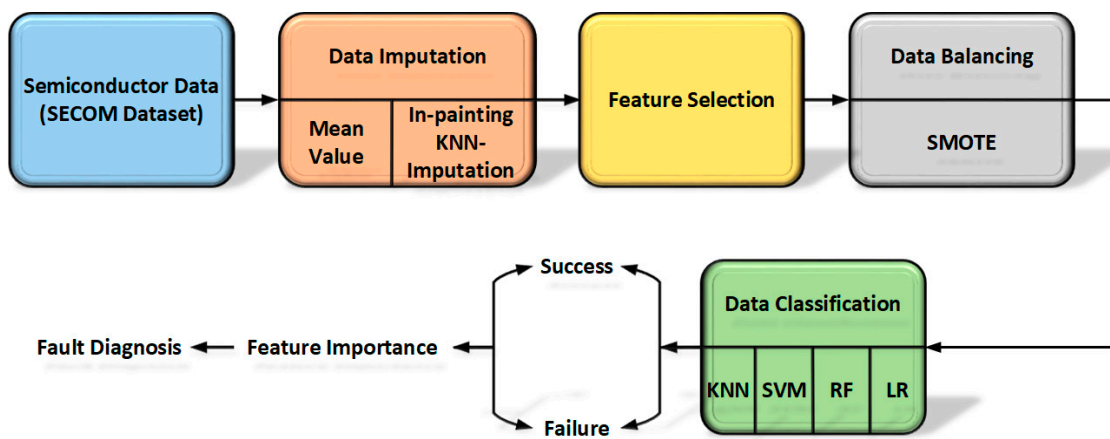 Semiconductor Data
(SECOM Dataset)
Data Imputation
Mean
Value
In-painting
KNN-
Imputation
Feature Selection
Data Balancing
SMOTE
Success
Data Classification
Fault Diagnosis
Feature Importance
KNN
SVM
RF
LR
Failure